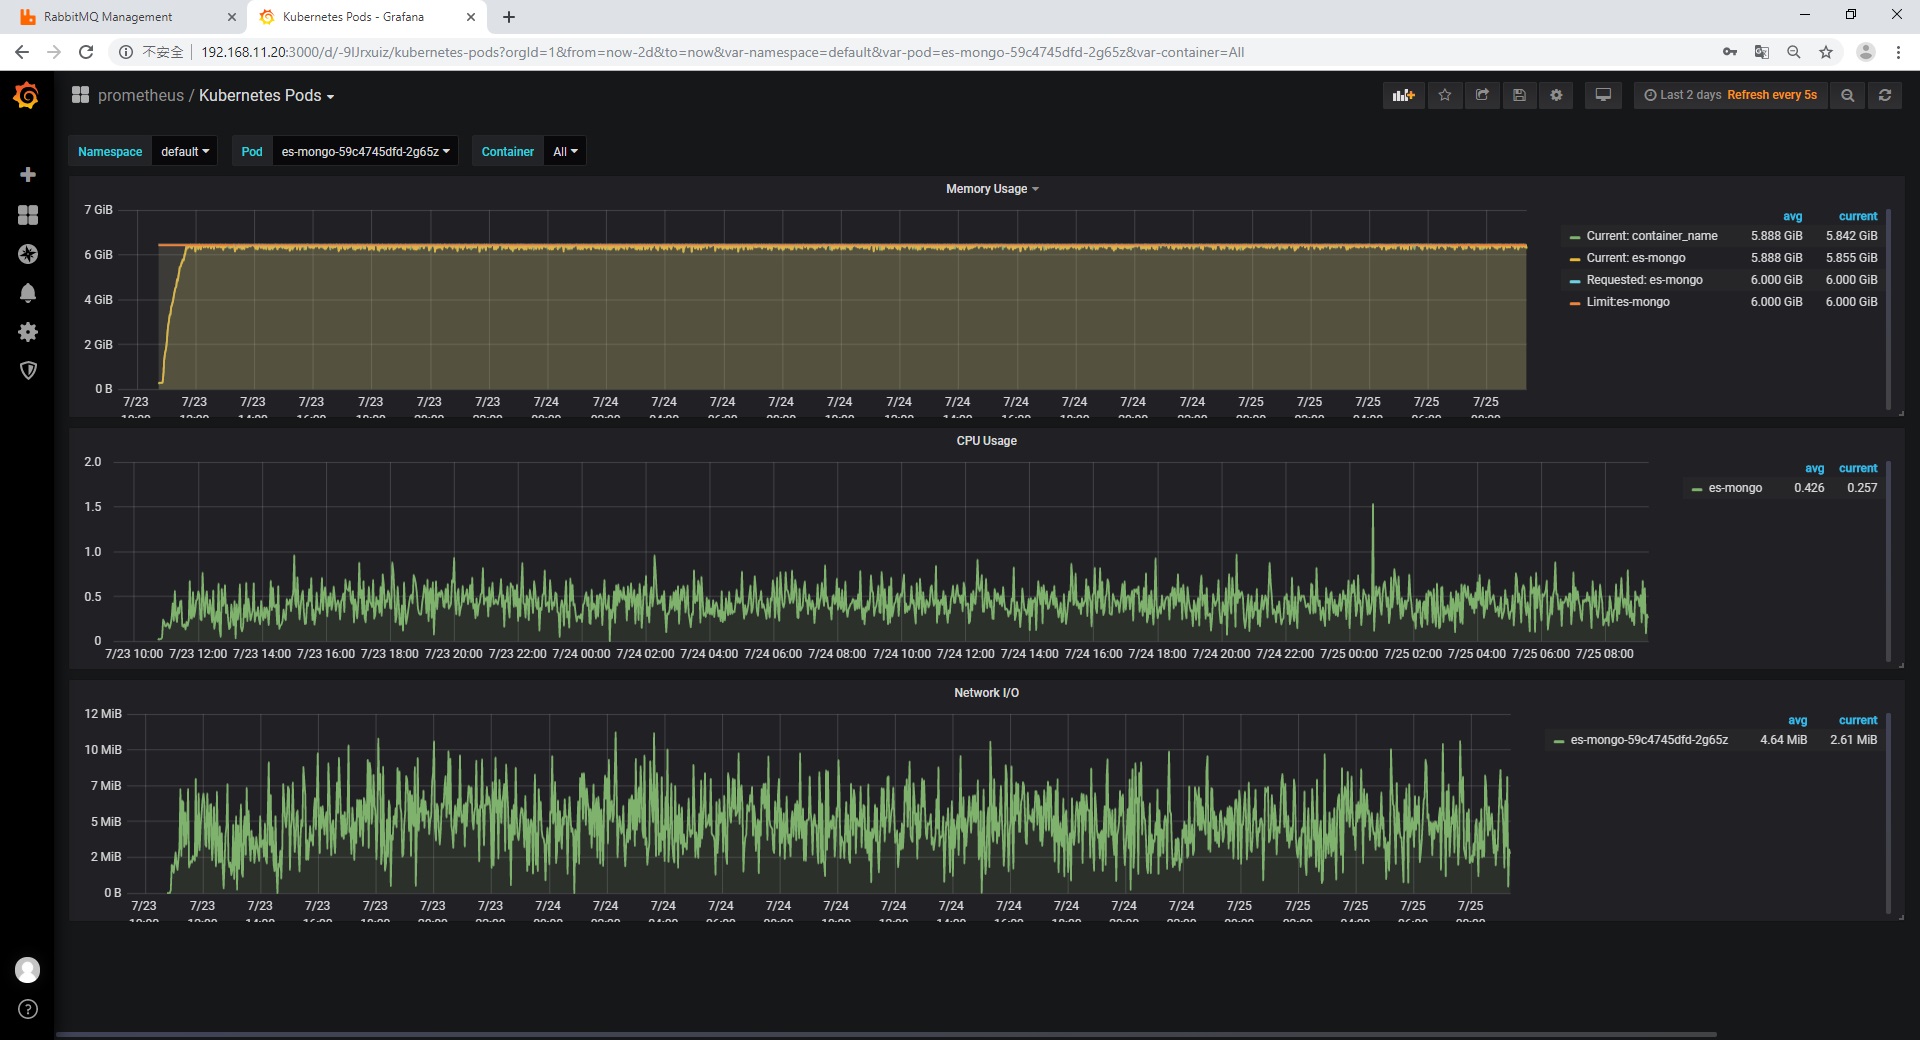 RabbitMQ Management
Kubernetes Pods - Grafana
不安全 192.168.11.20:3000/d/-9IJrxuiz/kubernetes-pods?orgId=1&from=now-2d&to=now&var-namespace=default&var-pod=es-mongo-59c4745dfd-2g65z&var-container=All
prometheus / Kubernetes Pods
Last 2 days Refresh every 5s
Namespace default Pod es-mongo-59c4745dfd-2g65z Container All
Memory Usage
7 GiB
6 GiB
4 GiB
2 GiB
0 B
7/23 7/23 7/23 7/23 7/23 7/23 7/23 7/24 7/24 7/24 7/24 7/24 7/24 7/24 7/24 7/24 7/24 7/24 7/24 7/25 7/25 7/25 7/25 7/25
avg current
Current: container_name 5.888 GiB 5.842 GiB
Current: es-mongo 5.888 GiB 5.855 GiB
Requested: es-mongo 6.000 GiB 6.000 GiB
Limit:es-mongo 6.000 GiB 6.000 GiB
CPU Usage
2.0
1.5
1.0
0.5
0
7/23 10:00 7/23 12:00 7/23 14:00 7/23 16:00 7/23 18:00 7/23 20:00 7/23 22:00 7/24 00:00 7/24 02:00 7/24 04:00 7/24 06:00 7/24 08:00 7/24 10:00 7/24 12:00 7/24 14:00 7/24 16:00 7/24 18:00 7/24 20:00 7/24 22:00 7/25 00:00 7/25 02:00 7/25 04:00 7/25 06:00 7/25 08:00
avg current
es-mongo 0.426 0.257
Network I/O
12 MiB
10 MiB
7 MiB
5 MiB
2 MiB
0 B
7/23 7/23 7/23 7/23 7/23 7/23 7/23 7/24 7/24 7/24 7/24 7/24 7/24 7/24 7/24 7/24 7/24 7/24 7/24 7/25 7/25 7/25 7/25 7/25
avg current
es-mongo-59c4745dfd-2g65z 4.64 MiB 2.61 MiB